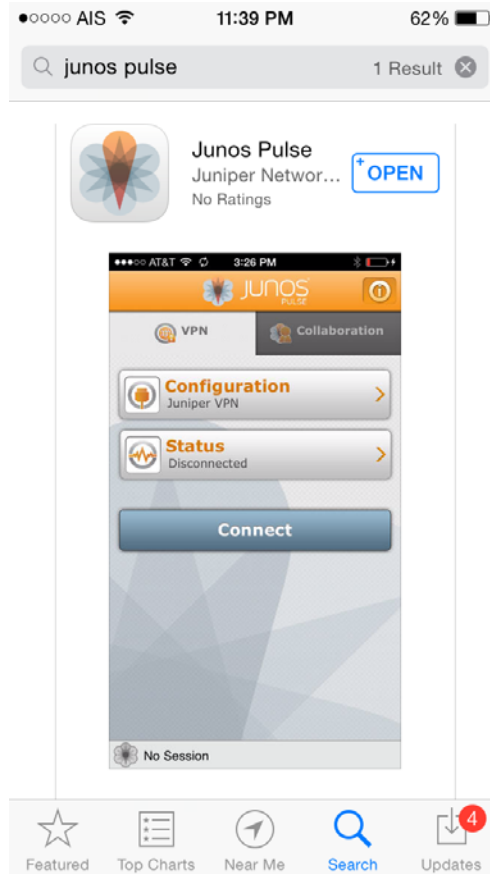 AIS 11:39 PM 62%
junos pulse 1 Result
Junos Pulse
Juniper Networ...
No Ratings
+ OPEN
AT&T 3:26 PM
JUNOS
PULSE
VPN Collaboration
Configuration
Juniper VPN
Status
Disconnected
Connect
No Session
4
Featured Top Charts Near Me Search Updates